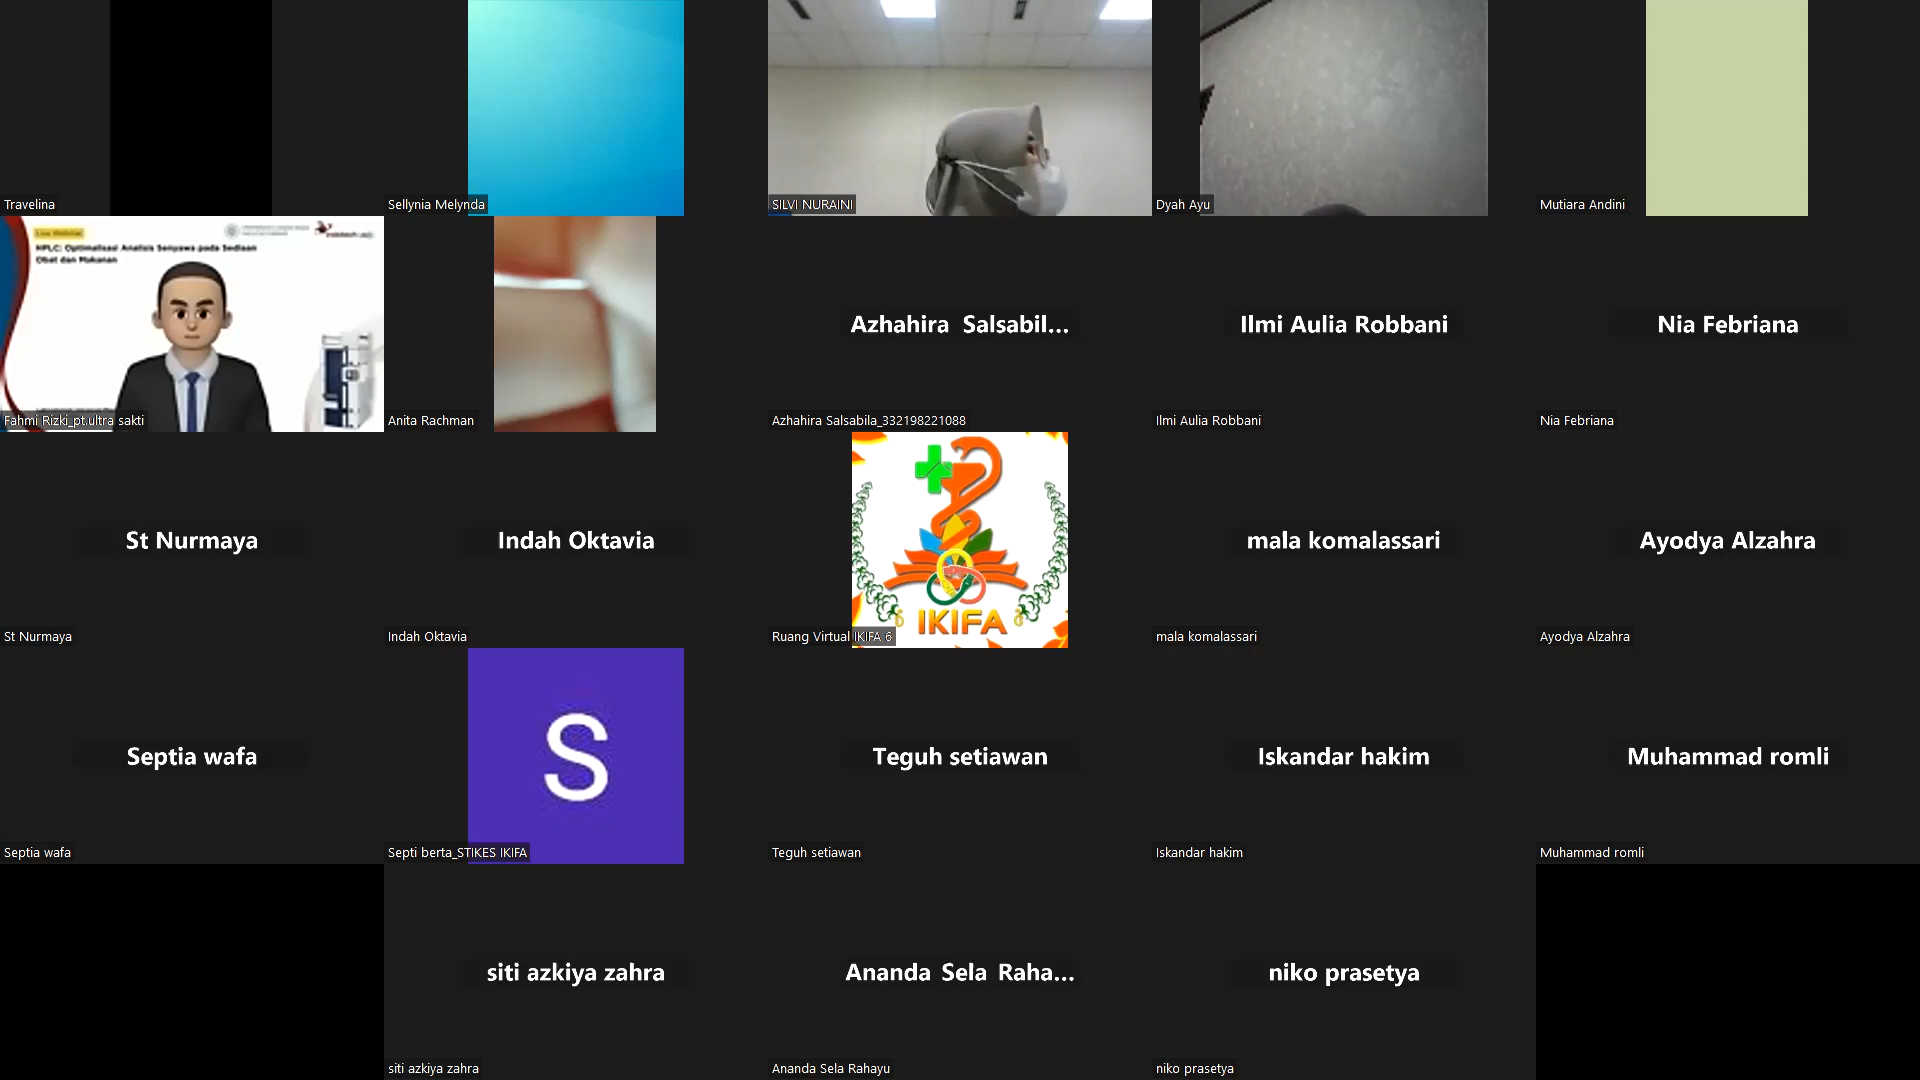 Travelina
Sellynia Melynda
SILVI NURAINI
Dyah Ayu
Mutiara Andini
Live Webinar
HPLC: Optimalisasi Analisis Senyawa pada Sediaan
Obat dan Makanan
Fahmi Rizki_pt.ultra sakti
Anita Rachman
Azhahira Salsabil...
Azhahira Salsabila_332198221088
Ilmi Aulia Robbani
Ilmi Aulia Robbani
Nia Febriana
Nia Febriana
St Nurmaya
St Nurmaya
Indah Oktavia
Indah Oktavia
IKIFA
Ruang Virtual IKIFA 6
mala komalassari
mala komalassari
Ayodya Alzahra
Ayodya Alzahra
Septia wafa
Septia wafa
S
Septi berta_STIKES IKIFA
Teguh setiawan
Teguh setiawan
Iskandar hakim
Iskandar hakim
Muhammad romli
Muhammad romli
siti azkiya zahra
siti azkiya zahra
Ananda Sela Raha...
Ananda Sela Rahayu
niko prasetya
niko prasetya